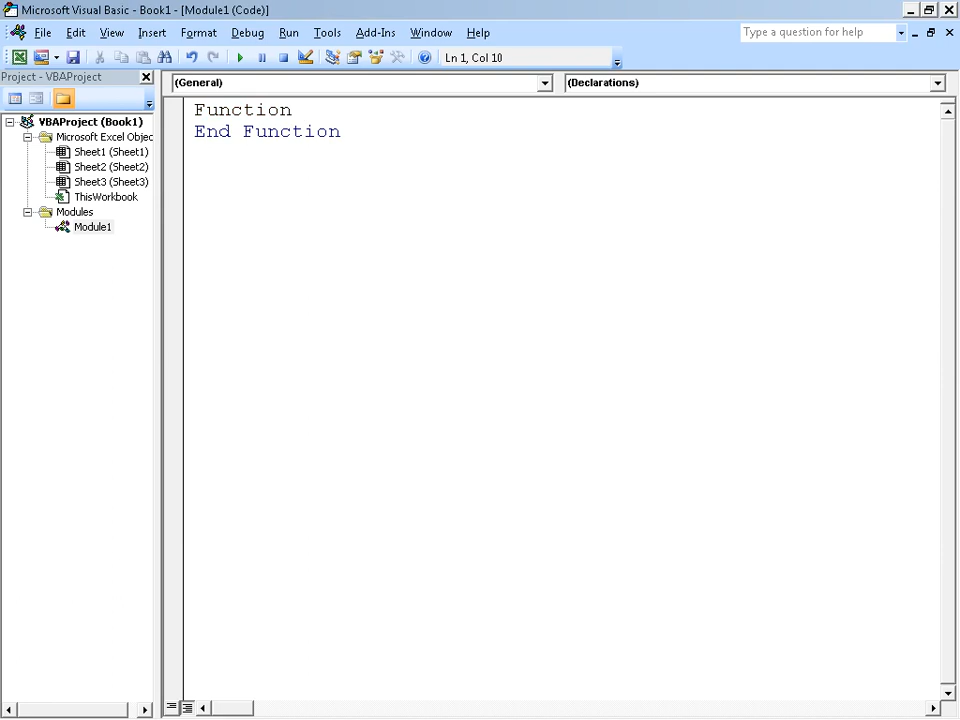 Microsoft Visual Basic - Book1 - [Module1 (Code)]
File Edit View Insert Format Debug Run Tools Add-Ins Window Help
Type a question for help
Ln 1, Col 10
Project - VBAProject
(General)
(Declarations)
VBAProject (Book1)
Microsoft Excel Objec
Sheet1 (Sheet1)
Sheet2 (Sheet2)
Sheet3 (Sheet3)
ThisWorkbook
Modules
Module1
Function
End Function